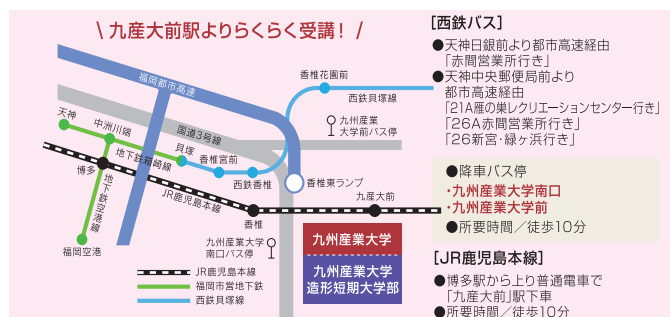 \ 九産大前駅よりらくらく受講! /
福岡都市高速
香椎花園前
西鉄貝塚線
天神
中洲川端
国道3号線
九州産業
大学前バス停
貝塚
地下鉄箱崎線
香椎宮前
博多
西鉄香椎
香椎東ランプ
地下鉄空港線
JR鹿児島本線
九産大前
香椎
福岡空港
九州産業大学
南口バス停
九州産業大学
九州産業大学
造形短期大学部
JR鹿児島本線
福岡市営地下鉄
西鉄貝塚線
[西鉄バス]
●天神日銀前より都市高速経由
「赤間営業所行き」
●天神中央郵便局前より
都市高速経由
「21A雁の巣レクリエーションセンター行き」
「26A赤間営業所行き」
「26新宮・緑ヶ浜行き」
●降車バス停
・九州産業大学南口
・九州産業大学前
●所要時間/徒歩10分
[JR鹿児島本線]
●博多駅から上り普通電車で
「九産大前」駅下車
●所要時間/徒歩10分